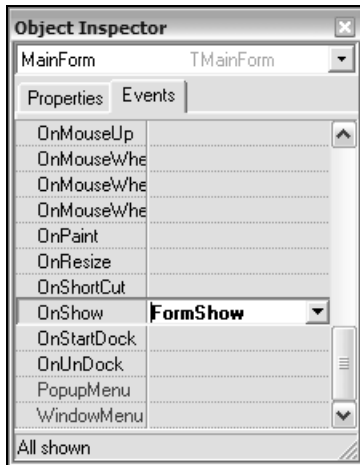 Object Inspector
MainForm TMainForm
Properties Events
OnMouseUp
OnMouseWhe
OnMouseWhe
OnMouseWhe
OnPaint
OnResize
OnShortCut
OnShow FormShow
OnStartDock
OnUnDock
PopupMenu
WindowMenu
All shown